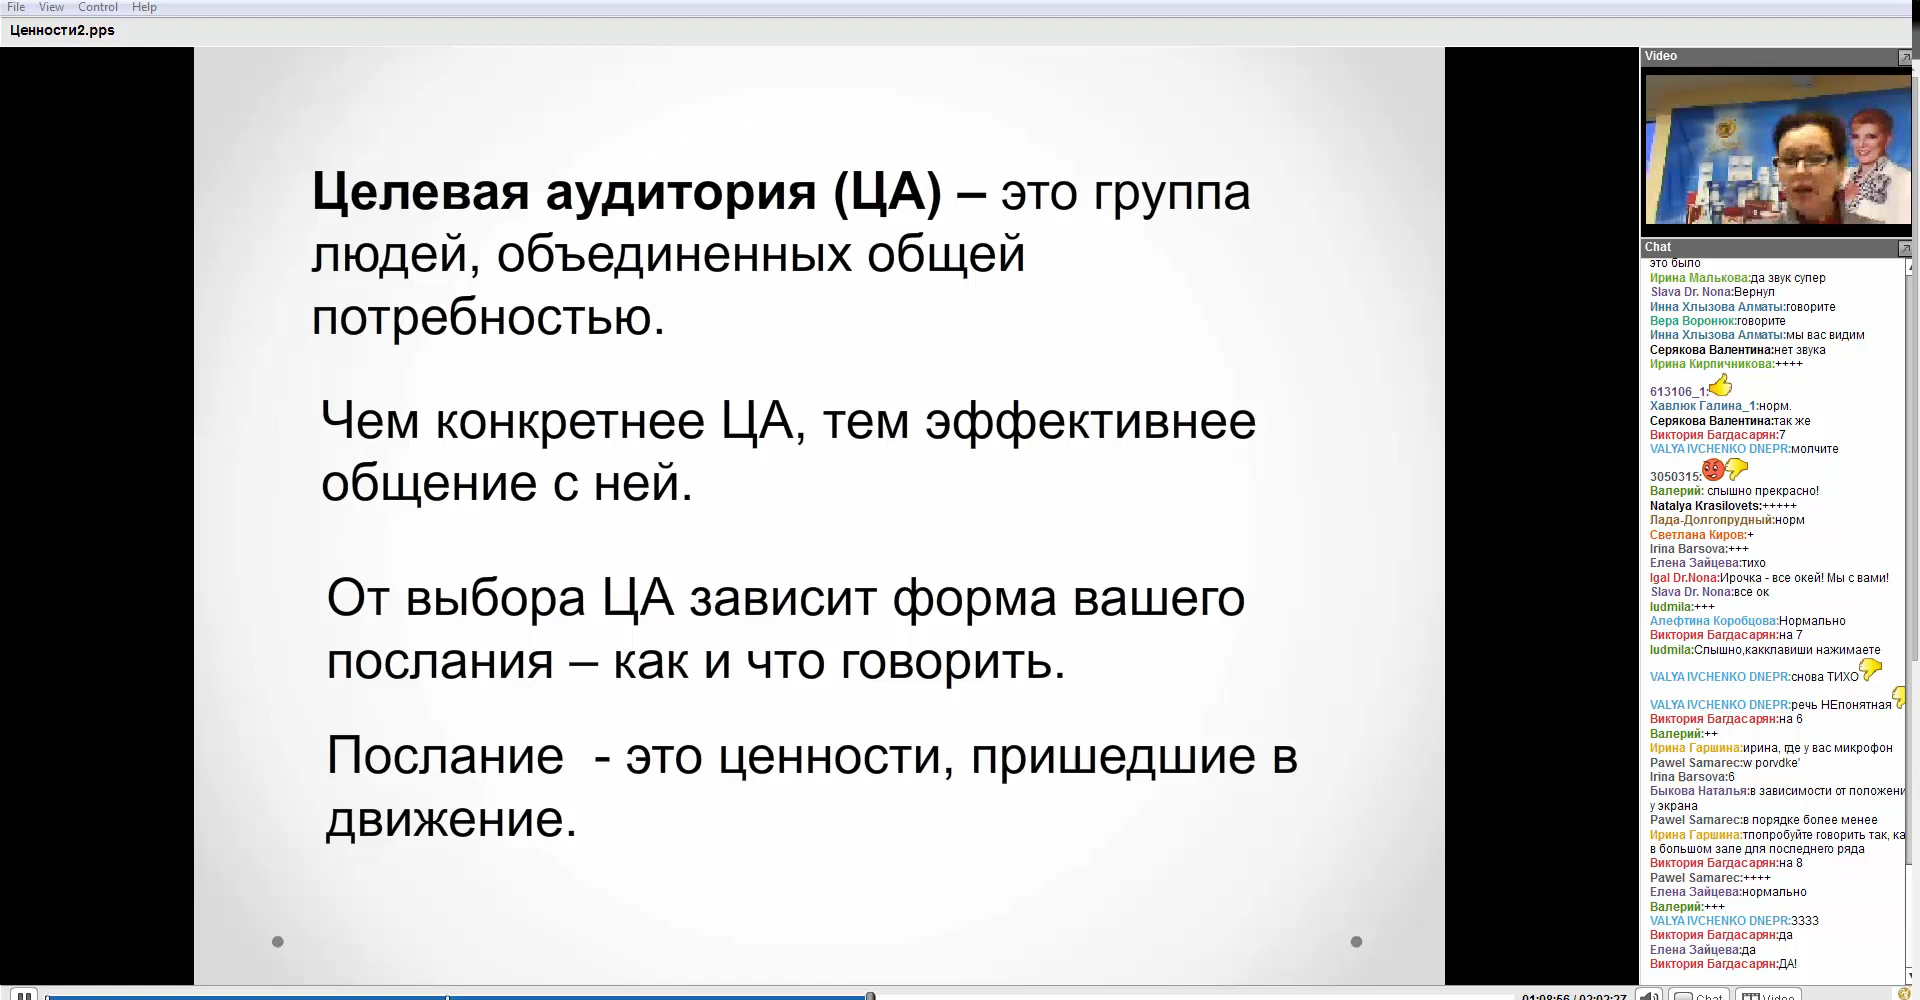 File View Control Help
Ценности2.pps
Целевая аудитория (ЦА) – это группа
людей, объединенных общей
потребностью.
Чем конкретнее ЦА, тем эффективнее
общение с ней.
От выбора ЦА зависит форма вашего
послания – как и что говорить.
Послание - это ценности, пришедшие в
движение.
Video
Chat
это было
Ирина Малькова:да звук супер
Slava Dr. Nona:Вернул
Инна Хлызова Алматы:говорите
Вера Воронюк:говорите
Инна Хлызова Алматы:мы вас видим
Серякова Валентина:нет звука
Ирина Кирпичникова:++++
613106_1:
Хавлюк Галина_1:норм.
Серякова Валентина:так же
Виктория Багдасарян:7
VALYA IVCHENKO DNEPR:молчите
3050315:
Валерий: слышно прекрасно!
Natalya Krasilovets:+++++
Лада-Долгопрудный:норм
Светлана Киров:+
Irina Barsova:+++
Елена Зайцева:тихо
Igal Dr.Nona:Ирочка - все окей! Мы с вами!
Slava Dr. Nona:все ок
ludmila:+++
Алефтина Коробцова:Нормально
Виктория Багдасарян:на 7
ludmila:Слышно,какклавиши нажимаете
VALYA IVCHENKO DNEPR:снова ТИХО
VALYA IVCHENKO DNEPR:речь НЕпонятная
Виктория Багдасарян:на 6
Валерий:++
Ирина Гаршина:ирина, где у вас микрофон
Pawel Samarec:w porvdke'
Irina Barsova:6
Быкова Наталья:в зависимости от положени
у экрана
Pawel Samarec:в порядке более менее
Ирина Гаршина:тпопробуйте говорить так, ка
в большом зале для последнего ряда
Виктория Багдасарян:на 8
Pawel Samarec:++++
Елена Зайцева:нормально
Валерий:+++
VALYA IVCHENKO DNEPR:3333
Виктория Багдасарян:да
Елена Зайцева:да
Виктория Багдасарян:ДА!
01:08:56 / 02:02:27 Chat Video